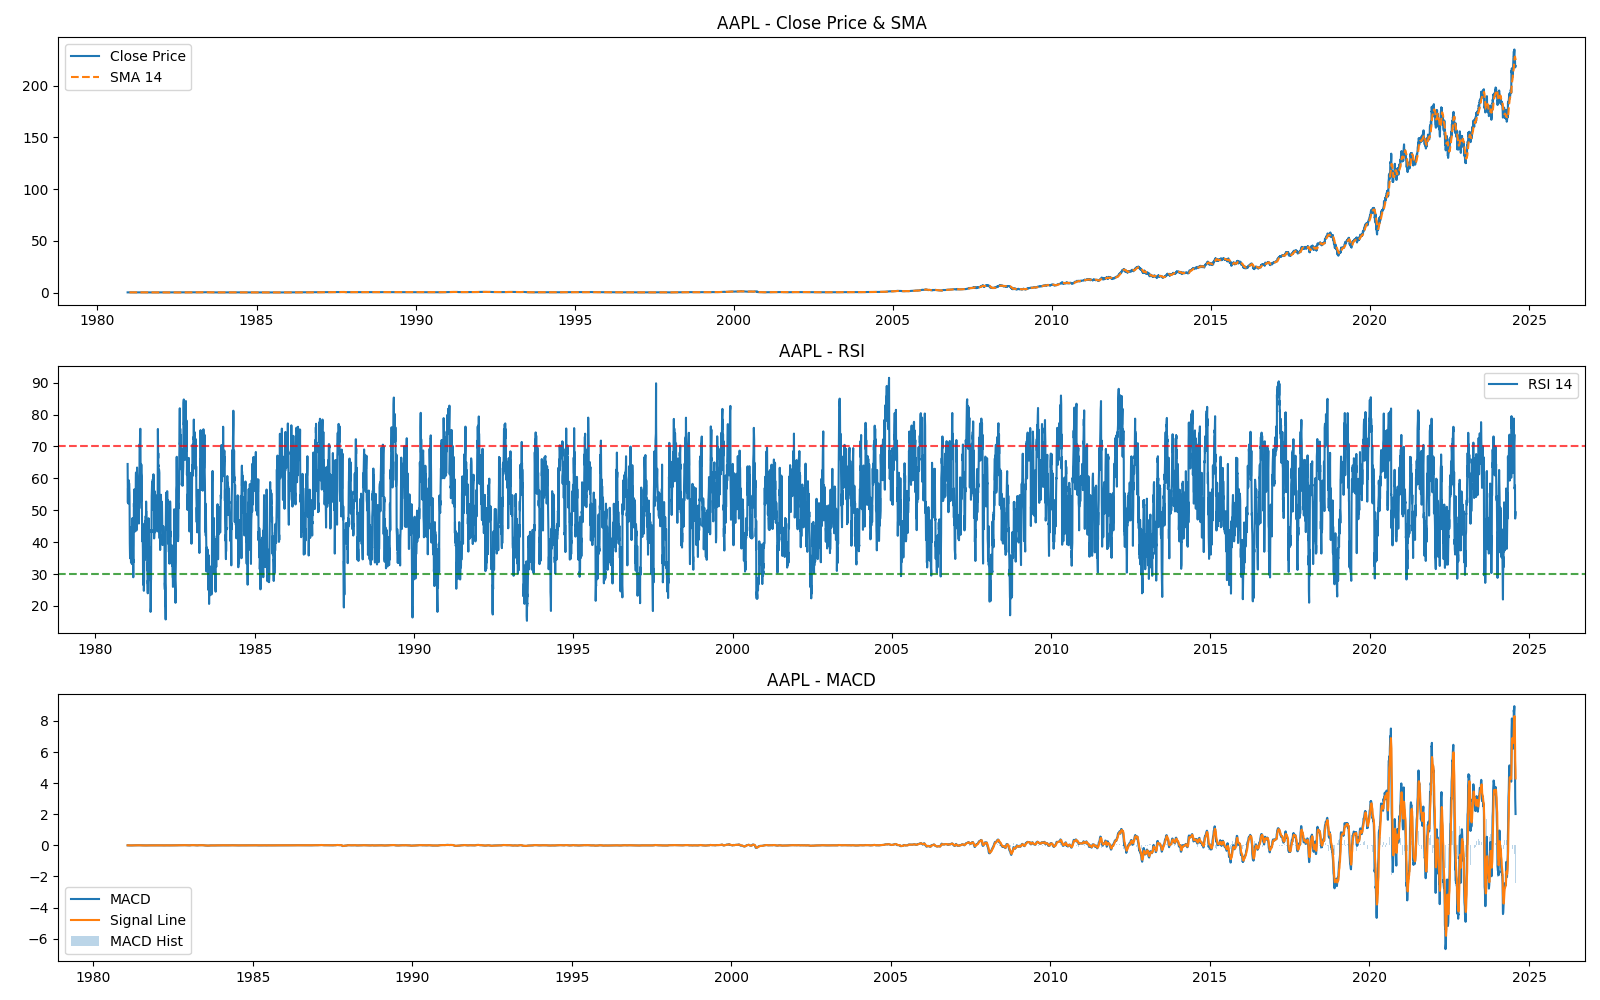 AAPL - Close Price & SMA
Close Price
SMA 14
200
150
100
50
0
1980 1985 1990 1995 2000 2005 2010 2015 2020 2025
AAPL - RSI
RSI 14
90
80
70
60
50
40
30
20
1980 1985 1990 1995 2000 2005 2010 2015 2020 2025
AAPL - MACD
8
6
4
2
0
−2
−4
−6
MACD
Signal Line
MACD Hist
1980 1985 1990 1995 2000 2005 2010 2015 2020 2025